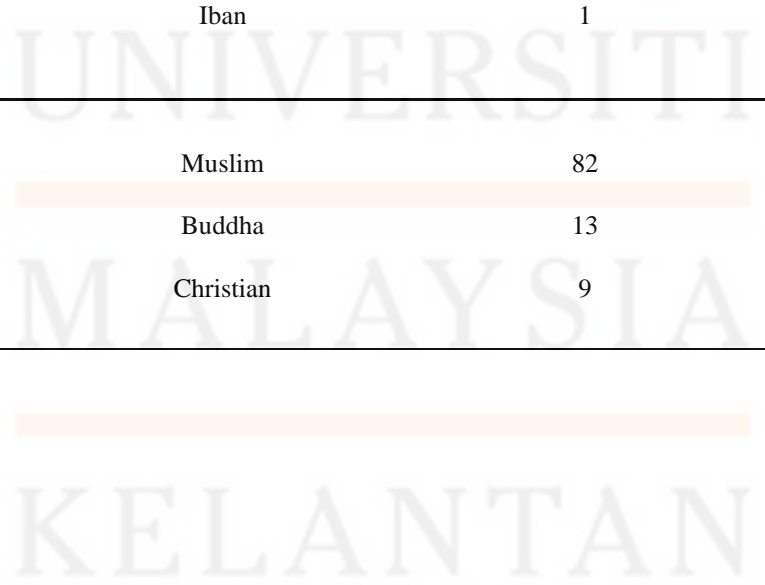 Iban 1
UNIVERSITI
Muslim 82
Buddha 13
MALAYSIA
Christian 9
KELANTAN